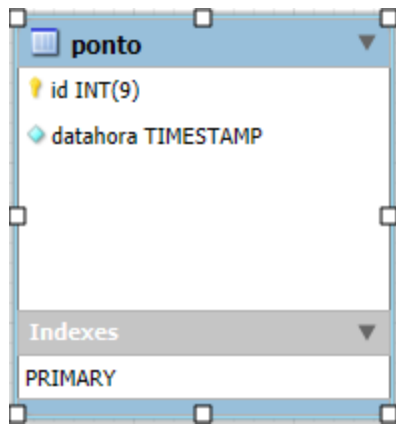 ponto
id INT(9)
datahora TIMESTAMP
Indexes
PRIMARY